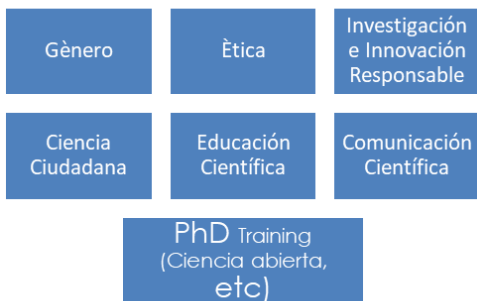 Gènero
Ètica
Investigación
e Innovación
Responsable
Ciencia
Ciudadana
Educación
Científica
Comunicación
Científica
PhD Training
(Ciencia abierta,
etc)